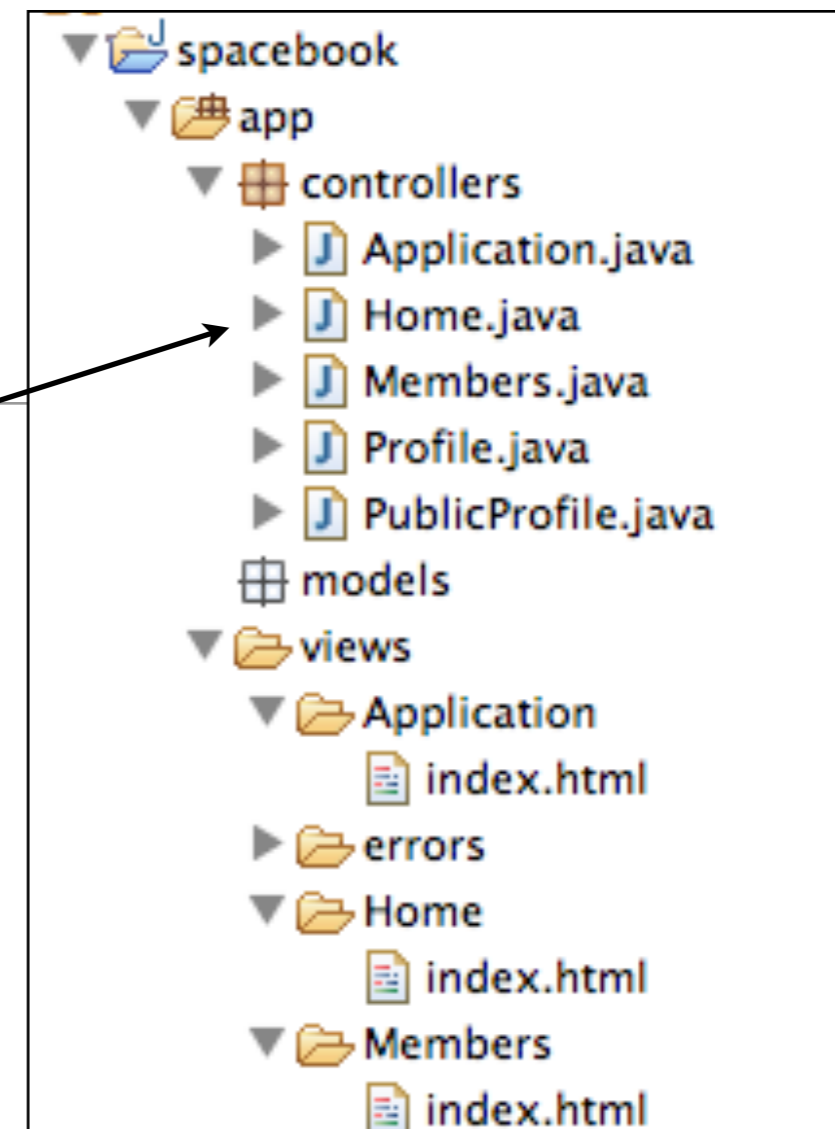 spacebook
app
controllers
Application.java
Home.java
Members.java
Profile.java
PublicProfile.java
models
views
Application
index.html
errors
Home
index.html
Members
index.html